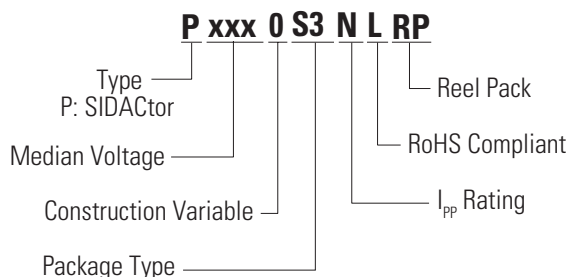 P xxx 0 S3 N L RP
Type
P: SIDACtor
Reel Pack
Median Voltage
RoHS Compliant
Construction Variable
IPP Rating
Package Type